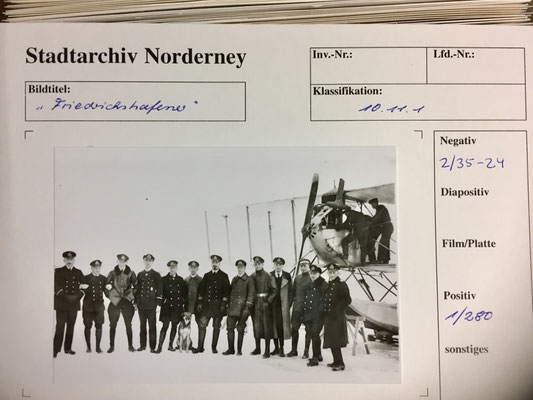 Stadtarchiv Norderney
Bildtitel:
„Friedrichshafener"
Inv.-Nr.:
Lfd.-Nr.:
Klassifikation:
10.11.1
Negativ
2/35-24
Diapositiv
Film/Platte
Positiv
1/280
sonstiges